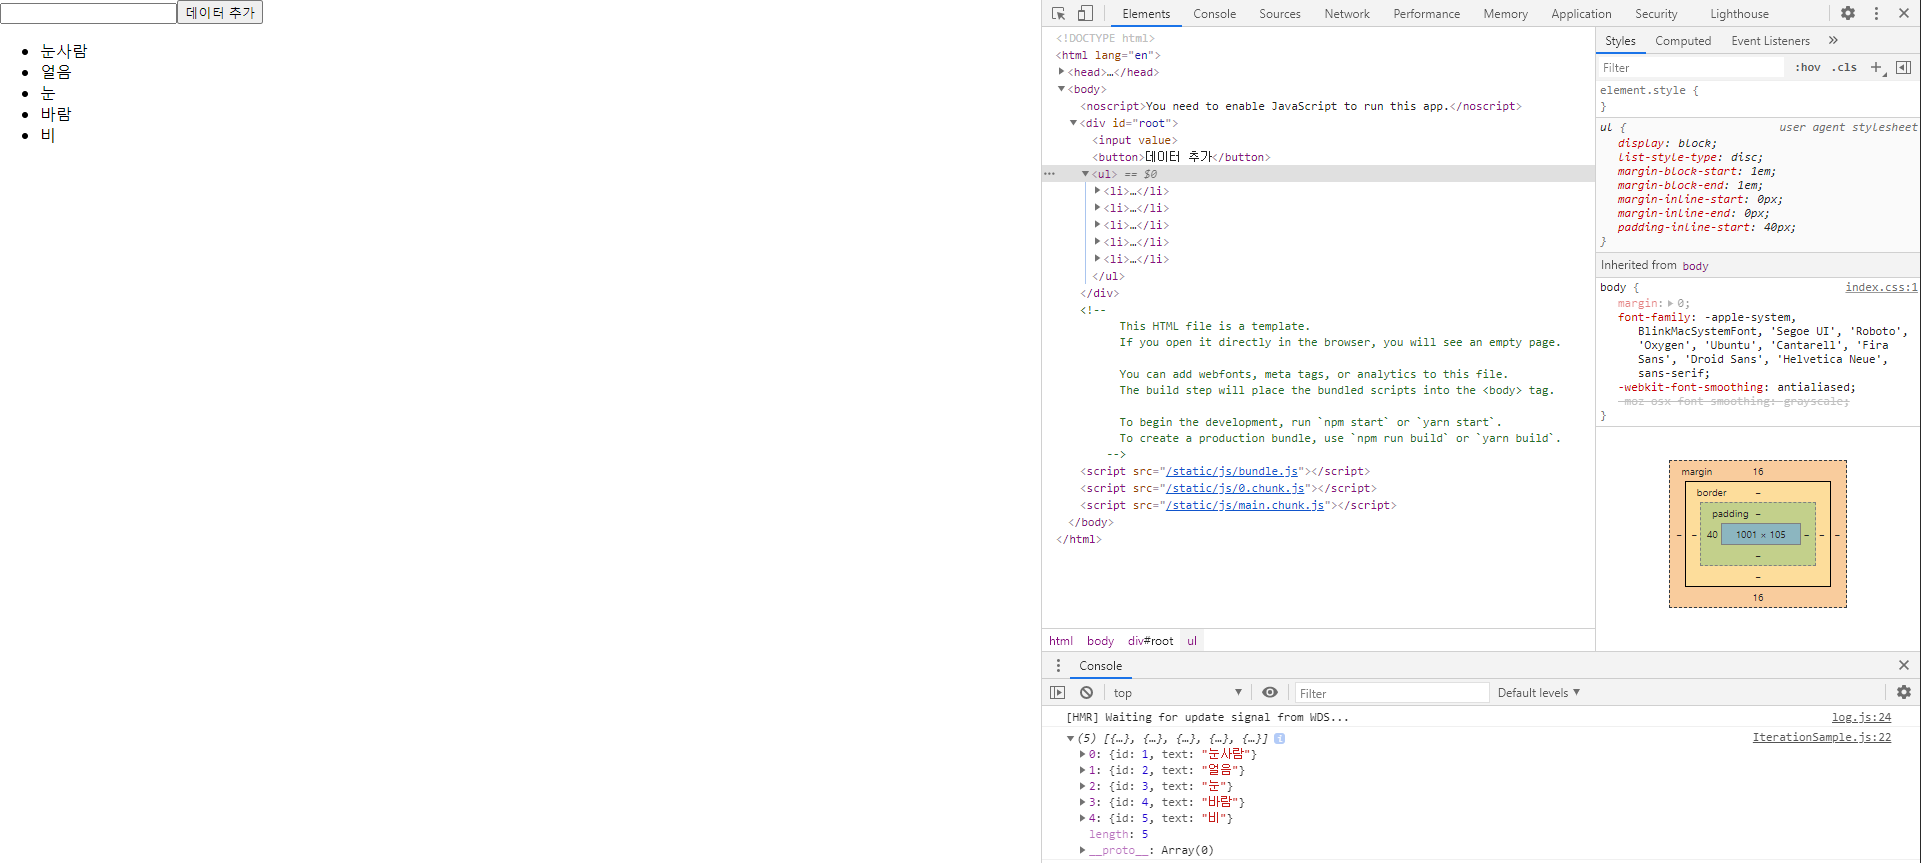 데이터 추가
눈사람
얼음
눈
바람
비
Elements Console Sources Network Performance Memory Application Security Lighthouse
<!DOCTYPE html>
<html lang="en">
<head>…</head>
<body>
<noscript>You need to enable JavaScript to run this app.</noscript>
<div id="root">
<input value>
<button>데이터 추가</button>
<ul> == $0
<li>…</li>
<li>…</li>
<li>…</li>
<li>…</li>
<li>…</li>
</ul>
</div>
<!--
This HTML file is a template.
If you open it directly in the browser, you will see an empty page.
You can add webfonts, meta tags, or analytics to this file.
The build step will place the bundled scripts into the <body> tag.
To begin the development, run `npm start` or `yarn start`.
To create a production bundle, use `npm run build` or `yarn build`.
-->
<script src="/static/js/bundle.js"></script>
<script src="/static/js/0.chunk.js"></script>
<script src="/static/js/main.chunk.js"></script>
</body>
</html>
html body div#root ul
Styles Computed Event Listeners »
Filter :hov .cls +
element.style {
}
ul { user agent stylesheet
display: block;
list-style-type: disc;
margin-block-start: 1em;
margin-block-end: 1em;
margin-inline-start: 0px;
margin-inline-end: 0px;
padding-inline-start: 40px;
}
Inherited from body
body { index.css:1
margin: 0;
font-family: -apple-system,
BlinkMacSystemFont, 'Segoe UI', 'Roboto',
'Oxygen', 'Ubuntu', 'Cantarell', 'Fira
Sans', 'Droid Sans', 'Helvetica Neue',
sans-serif;
-webkit-font-smoothing: antialiased;
-moz-osx-font-smoothing: grayscale;
}
margin 16
border –
padding –
– – 40 1001 × 105 – – –
–
–
16
Console
top Filter Default levels
[HMR] Waiting for update signal from WDS... log.js:24
(5) [{…}, {…}, {…}, {…}, {…}] i IterationSample.js:22
0: {id: 1, text: "눈사람"}
1: {id: 2, text: "얼음"}
2: {id: 3, text: "눈"}
3: {id: 4, text: "바람"}
4: {id: 5, text: "비"}
length: 5
__proto__: Array(0)